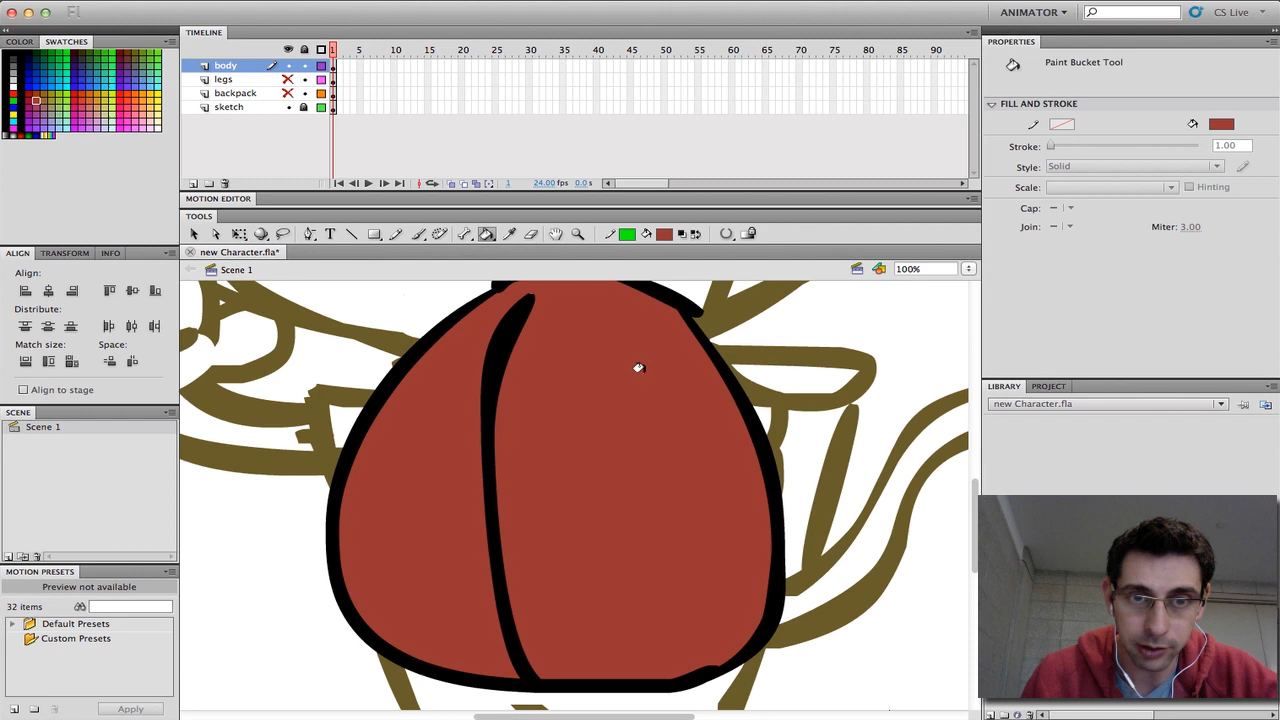 Fl
ANIMATOR
CS Live
COLOR
SWATCHES
TIMELINE
1 5 10 15 20 25 30 35 40 45 50 55 60 65 70 75 80 85 90
body
legs
backpack
sketch
1 24.00 fps 0.0 s
MOTION EDITOR
TOOLS
new Character.fla*
Scene 1
100%
ALIGN
TRANSFORM
INFO
Align:
Distribute:
Match size:
Space:
Align to stage
SCENE
Scene 1
MOTION PRESETS
Preview not available
32 items
Default Presets
Custom Presets
Apply
PROPERTIES
Paint Bucket Tool
FILL AND STROKE
Stroke:
1.00
Style:
Solid
Scale:
Hinting
Cap:
Join:
Miter: 3.00
LIBRARY
PROJECT
new Character.fla